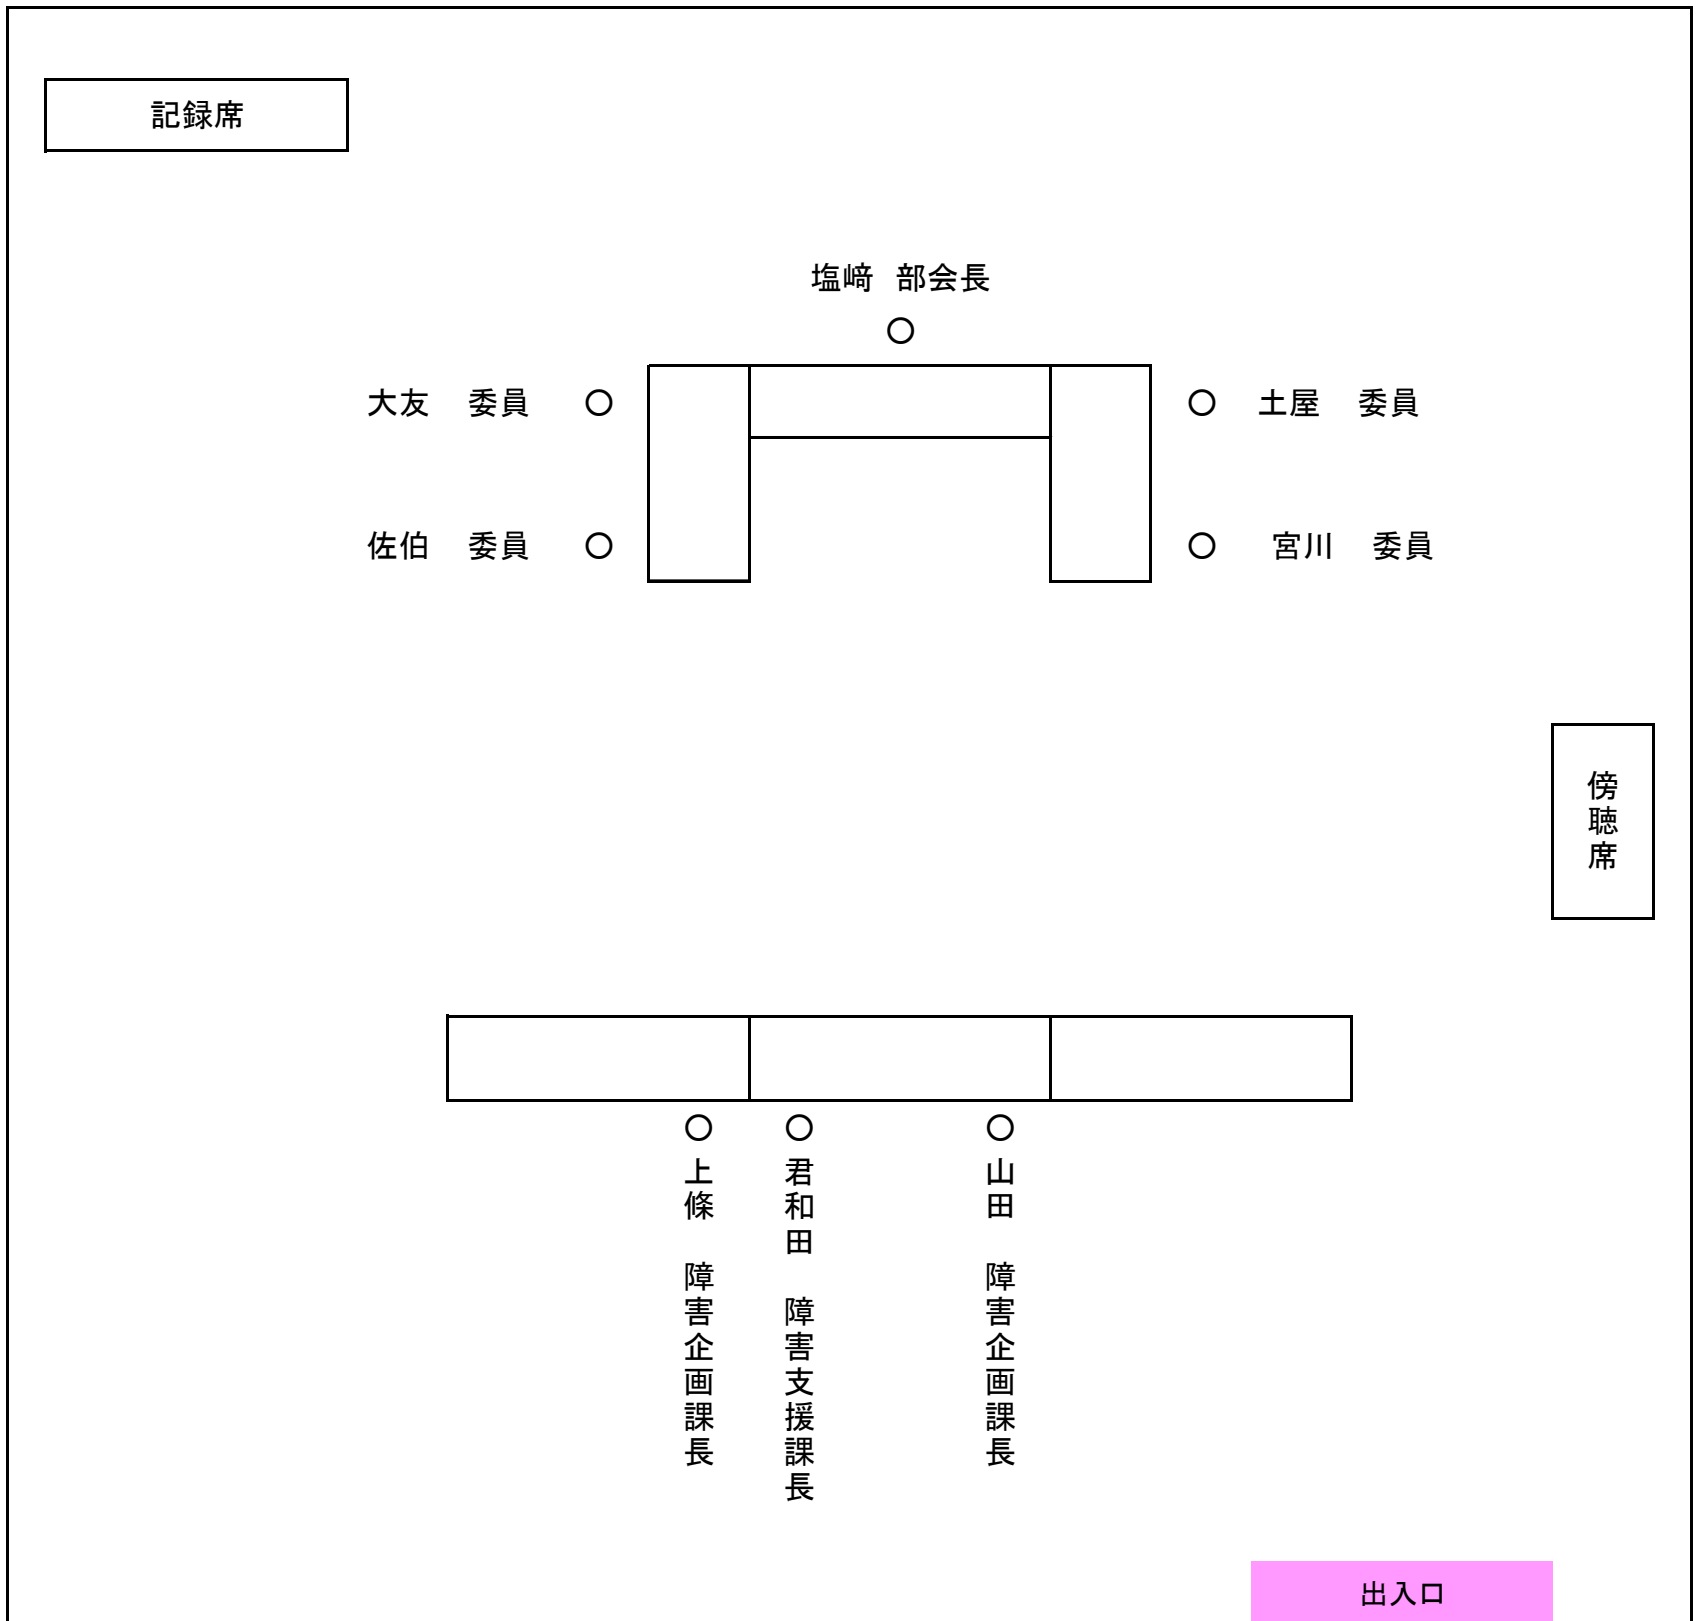 記録席
塩﨑　部会長
○
大友　委員　○
○　土屋　委員
佐伯　委員　○
○　宮川　委員
傍聴席
○　○　○
上條　障害企画課長
君和田　障害支援課長
山田　障害企画課長
出入口